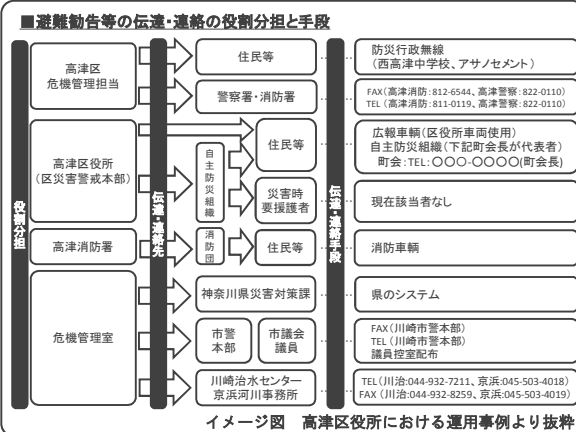 ■避難勧告等の伝達・連絡の役割分担と手段
役割分担
伝達・連絡先
伝達・連絡手段
高津区
危機管理担当
住民等
防災行政無線
(西高津中学校、アサノセメント)
警察署・消防署
FAX(高津消防:812-6544、高津警察:822-0110)
TEL(高津消防:811-0119、高津警察:822-0110)
高津区役所
(区災害警戒本部)
自主防災組織
住民等
広報車輌(区役所車両使用)
自主防災組織(下記町会長が代表者)
町会:TEL:〇〇〇-〇〇〇〇(町会長)
災害時
要援護者
現在該当者なし
高津消防署
消防団
住民等
消防車輌
危機管理室
神奈川県災害対策課
県のシステム
市警
本部
市議会
議員
FAX(川崎市警本部)
TEL(川崎市警本部)
議員控室配布
川崎治水センター
京浜河川事務所
TEL(川治:044-932-7211、京浜:045-503-4018)
FAX(川治:044-932-8259、京浜:045-503-4019)
イメージ図 高津区役所における運用事例より抜粋